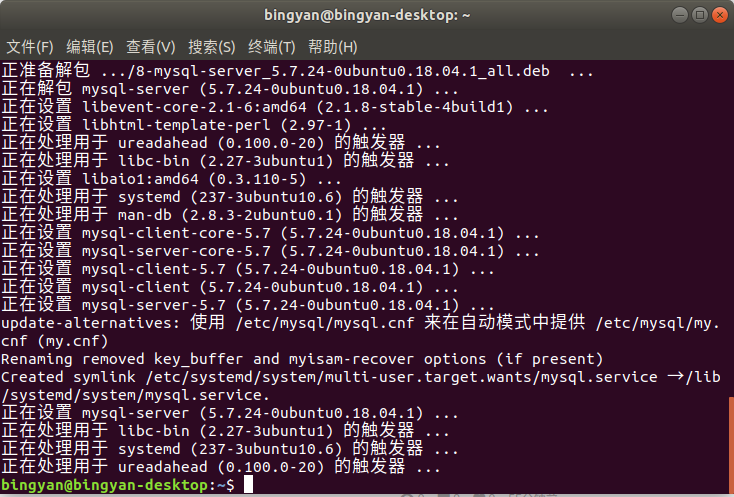 bingyan@bingyan-desktop: ~
文件(F) 编辑(E) 查看(V) 搜索(S) 终端(T) 帮助(H)
正准备解包 .../8-mysql-server_5.7.24-0ubuntu0.18.04.1_all.deb ...
正在解包 mysql-server (5.7.24-0ubuntu0.18.04.1) ...
正在设置 libevent-core-2.1-6:amd64 (2.1.8-stable-4build1) ...
正在设置 libhtml-template-perl (2.97-1) ...
正在处理用于 ureadahead (0.100.0-20) 的触发器 ...
正在处理用于 libc-bin (2.27-3ubuntu1) 的触发器 ...
正在设置 libaio1:amd64 (0.3.110-5) ...
正在处理用于 systemd (237-3ubuntu10.6) 的触发器 ...
正在处理用于 man-db (2.8.3-2ubuntu0.1) 的触发器 ...
正在设置 mysql-client-core-5.7 (5.7.24-0ubuntu0.18.04.1) ...
正在设置 mysql-server-core-5.7 (5.7.24-0ubuntu0.18.04.1) ...
正在设置 mysql-client-5.7 (5.7.24-0ubuntu0.18.04.1) ...
正在设置 mysql-client (5.7.24-0ubuntu0.18.04.1) ...
正在设置 mysql-server-5.7 (5.7.24-0ubuntu0.18.04.1) ...
update-alternatives: 使用 /etc/mysql/mysql.cnf 来在自动模式中提供 /etc/mysql/my.
cnf (my.cnf)
Renaming removed key_buffer and myisam-recover options (if present)
Created symlink /etc/systemd/system/multi-user.target.wants/mysql.service →/lib
/systemd/system/mysql.service.
正在设置 mysql-server (5.7.24-0ubuntu0.18.04.1) ...
正在处理用于 libc-bin (2.27-3ubuntu1) 的触发器 ...
正在处理用于 systemd (237-3ubuntu10.6) 的触发器 ...
正在处理用于 ureadahead (0.100.0-20) 的触发器 ...
bingyan@bingyan-desktop:~$